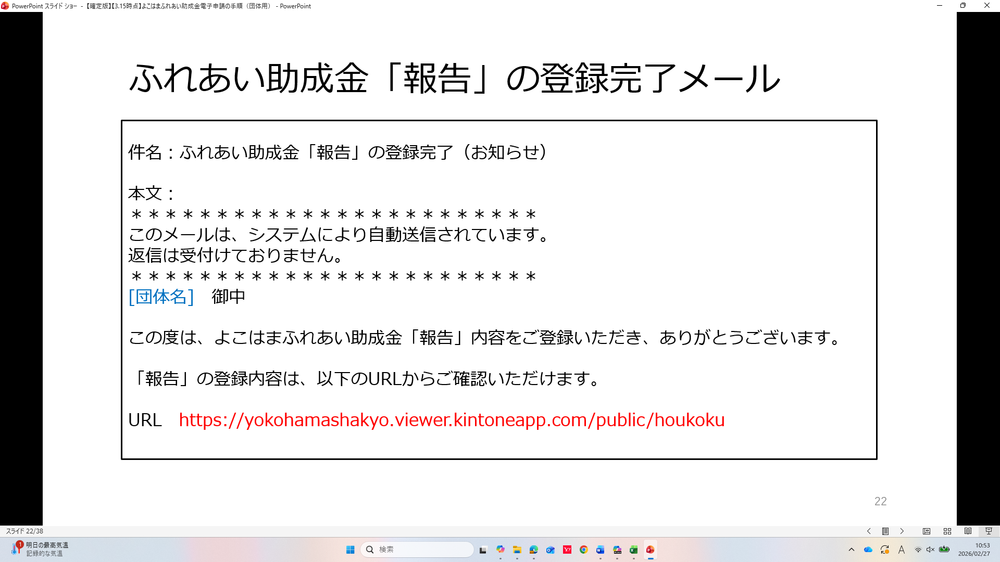 PowerPoint スライド ショー - 【確定版】【3.15時点】よこはまふれあい助成金電子申請の手順（団体用） - PowerPoint
ふれあい助成金「報告」の登録完了メール
件名：ふれあい助成金「報告」の登録完了（お知らせ）
本文：
＊＊＊＊＊＊＊＊＊＊＊＊＊＊＊＊＊＊＊＊＊＊＊＊
このメールは、システムにより自動送信されています。
返信は受付けておりません。
＊＊＊＊＊＊＊＊＊＊＊＊＊＊＊＊＊＊＊＊＊＊＊＊
[団体名]　御中
この度は、よこはまふれあい助成金「報告」内容をご登録いただき、ありがとうございます。
「報告」の登録内容は、以下のURLからご確認いただけます。
URL　https://yokohamashakyo.viewer.kintoneapp.com/public/houkoku
22
スライド 22/38
1
明日の最高気温
記録的な気温
検索
A
10:53
2026/02/27